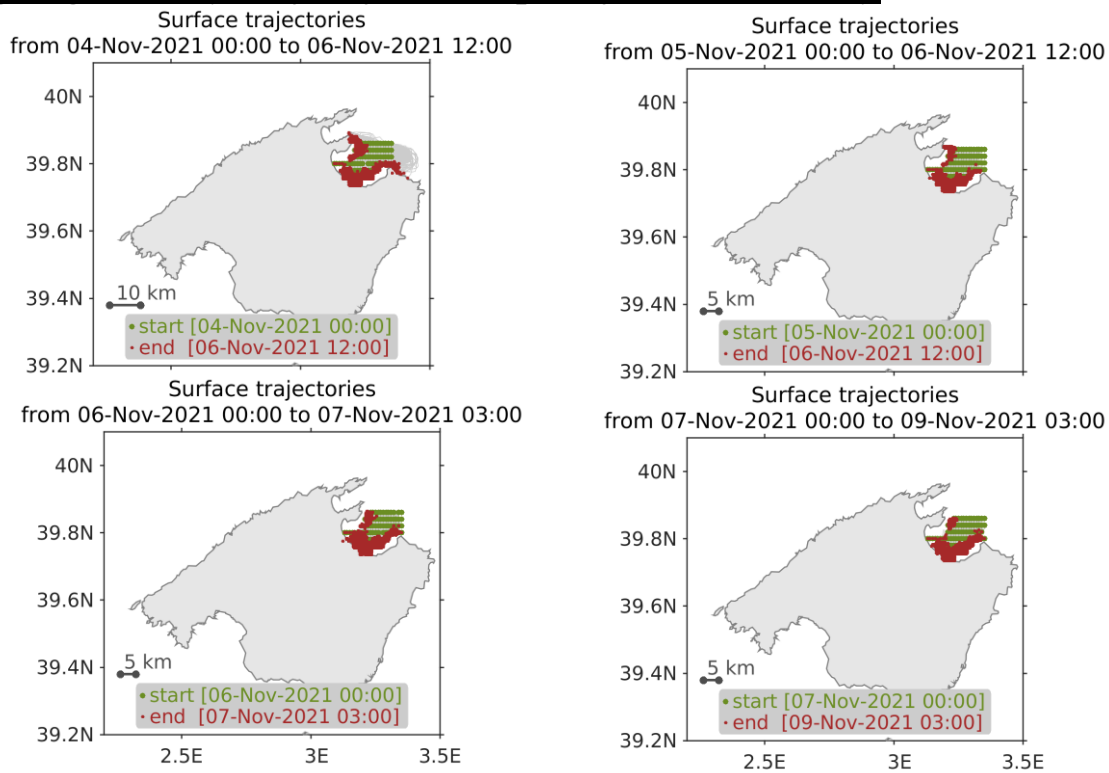 Surface trajectories
from 04-Nov-2021 00:00 to 06-Nov-2021 12:00
40N
39.8N
39.6N
39.4N
39.2N
10 km
start [04-Nov-2021 00:00]
end [06-Nov-2021 12:00]
Surface trajectories
from 05-Nov-2021 00:00 to 06-Nov-2021 12:00
40N
39.8N
39.6N
39.4N
39.2N
5 km
start [05-Nov-2021 00:00]
end [06-Nov-2021 12:00]
2.5E
3E
3.5E
Surface trajectories
from 06-Nov-2021 00:00 to 07-Nov-2021 03:00
40N
39.8N
39.6N
39.4N
39.2N
5 km
start [06-Nov-2021 00:00]
end [07-Nov-2021 03:00]
2.5E
3E
3.5E
Surface trajectories
from 07-Nov-2021 00:00 to 09-Nov-2021 03:00
40N
39.8N
39.6N
39.4N
39.2N
5 km
start [07-Nov-2021 00:00]
end [09-Nov-2021 03:00]
2.5E
3E
3.5E